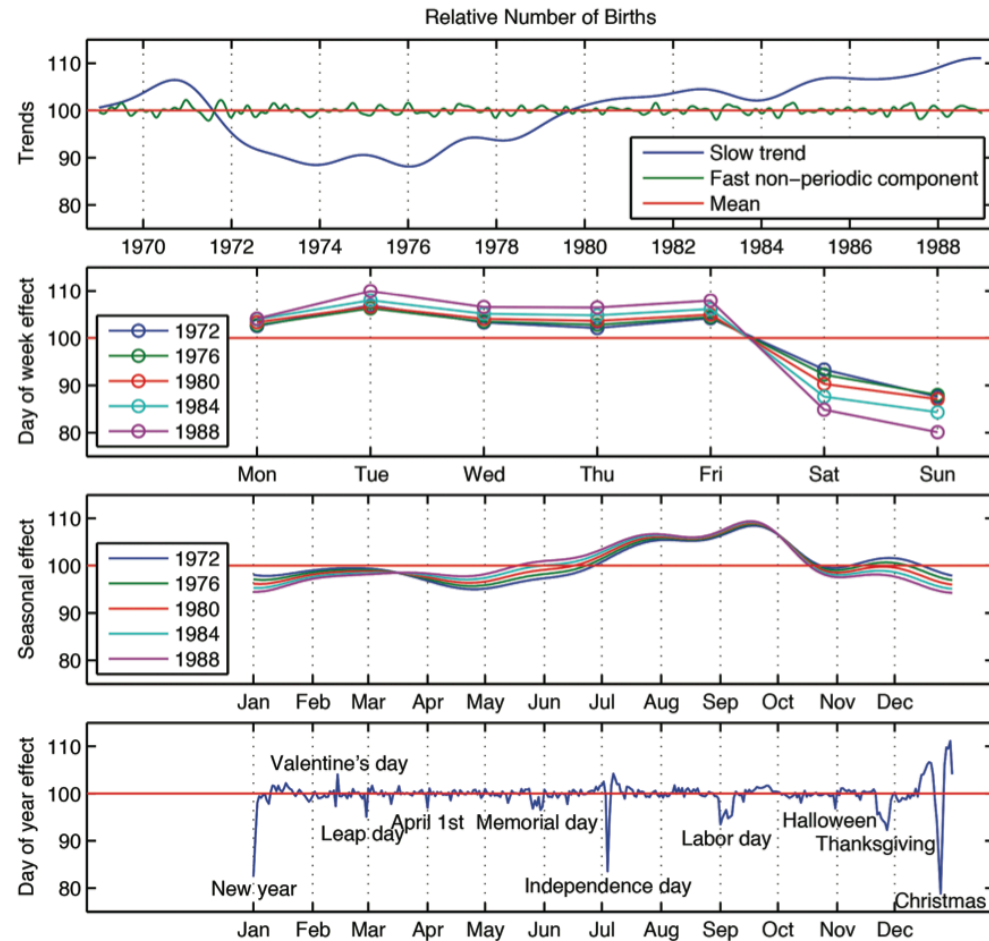 Relative Number of Births
Trends
110
100
90
80
Slow trend
Fast non−periodic component
Mean
1970 1972 1974 1976 1978 1980 1982 1984 1986 1988
Day of week effect
110
100
90
80
1972
1976
1980
1984
1988
Mon Tue Wed Thu Fri Sat Sun
Seasonal effect
110
100
90
80
1972
1976
1980
1984
1988
Jan Feb Mar Apr May Jun Jul Aug Sep Oct Nov Dec
Day of year effect
110
100
90
80
Valentine's day
Leap day
April 1st
Memorial day
Labor day
Halloween
Thanksgiving
New year
Independence day
Christmas
Jan Feb Mar Apr May Jun Jul Aug Sep Oct Nov Dec